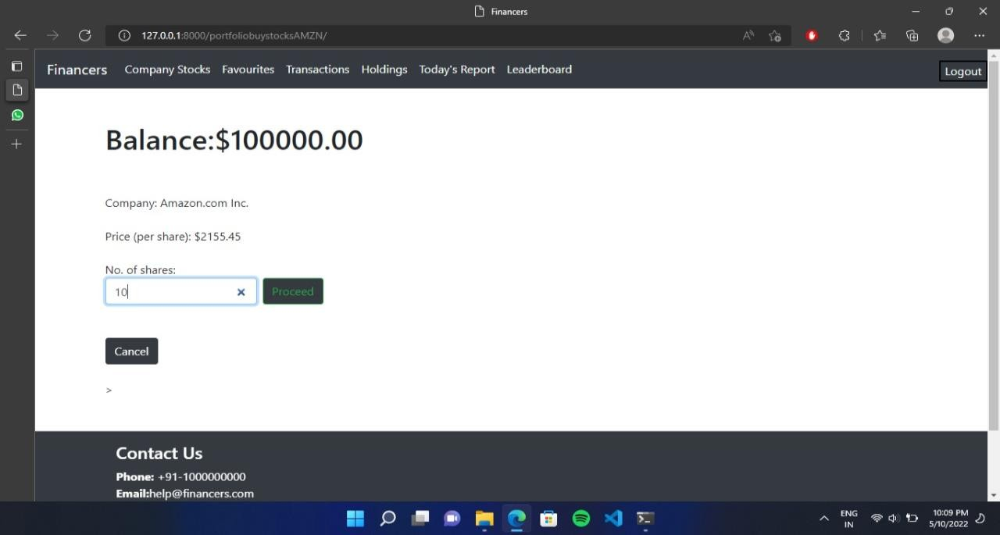 Financers
127.0.0.1:8000/portfoliobuystocksAMZN/
Financers Company Stocks Favourites Transactions Holdings Today's Report Leaderboard Logout
Balance:$100000.00
Company: Amazon.com Inc.
Price (per share): $2155.45
No. of shares:
10 Proceed
Cancel
>
Contact Us
Phone: +91-1000000000
Email:help@financers.com
ENG
IN
10:09 PM
5/10/2022